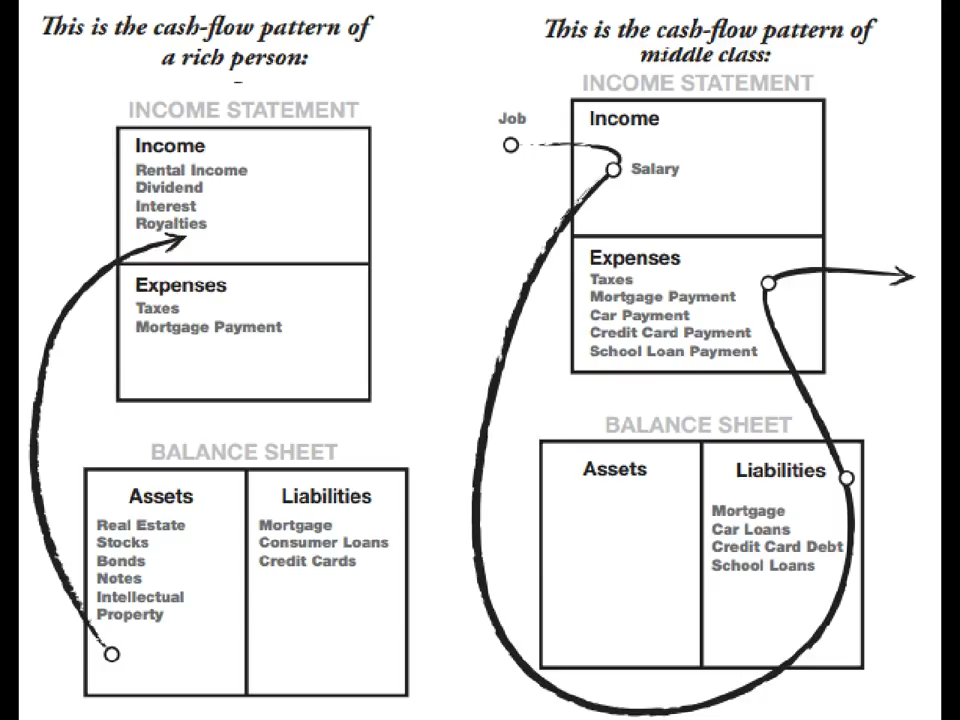 This is the cash-flow pattern of
a rich person:
INCOME STATEMENT
Income
Rental Income
Dividend
Interest
Royalties
Expenses
Taxes
Mortgage Payment
BALANCE SHEET
Assets
Real Estate
Stocks
Bonds
Notes
Intellectual
Property
Liabilities
Mortgage
Consumer Loans
Credit Cards
This is the cash-flow pattern of
middle class:
INCOME STATEMENT
Job
Income
Salary
Expenses
Taxes
Mortgage Payment
Car Payment
Credit Card Payment
School Loan Payment
BALANCE SHEET
Assets
Liabilities
Mortgage
Car Loans
Credit Card Debt
School Loans